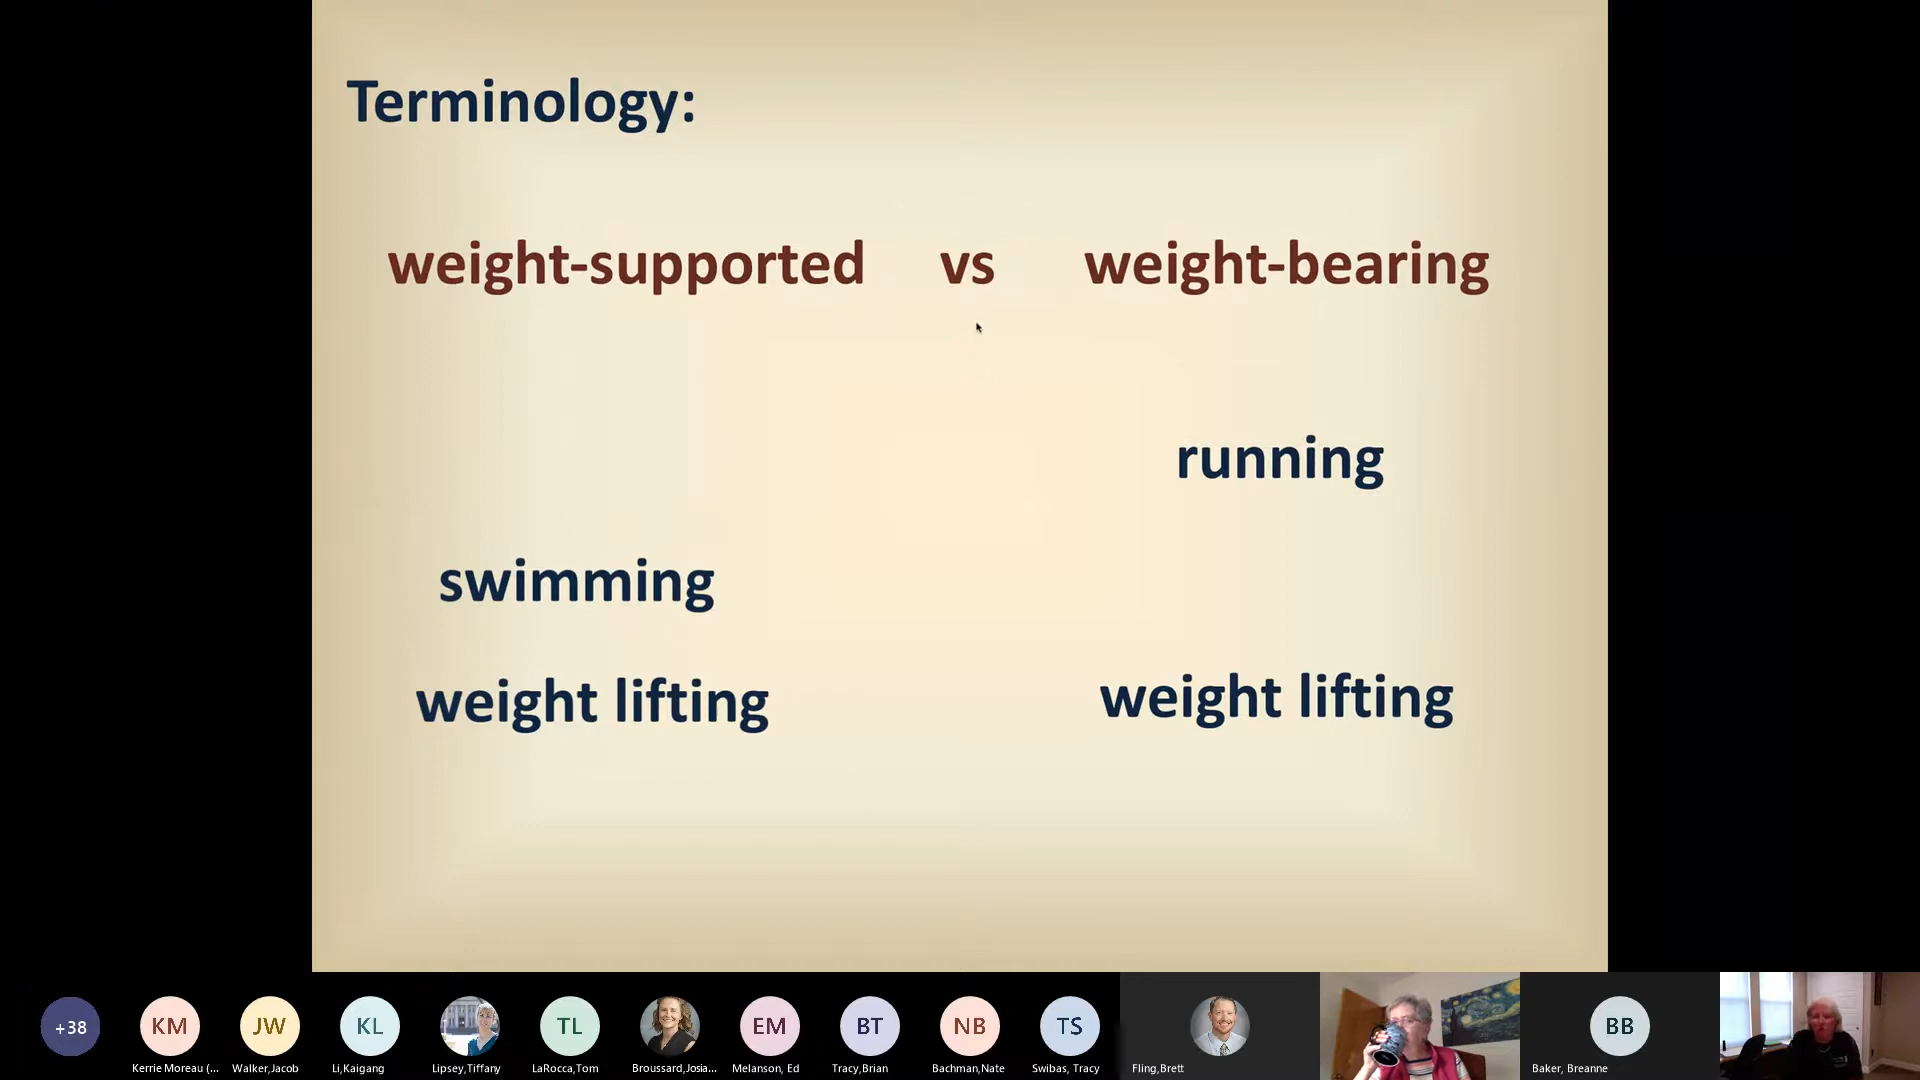 Terminology:
weight-supported vs weight-bearing
running
swimming
weight lifting weight lifting
+38 KM JW KL TL EM BT NB TS BB
Kerrie Moreau (... Walker,Jacob Li,Kaigang Lipsey,Tiffany LaRocca,Tom Broussard,Josia... Melanson, Ed Tracy,Brian Bachman,Nate Swibas, Tracy Fling,Brett Baker, Breanne